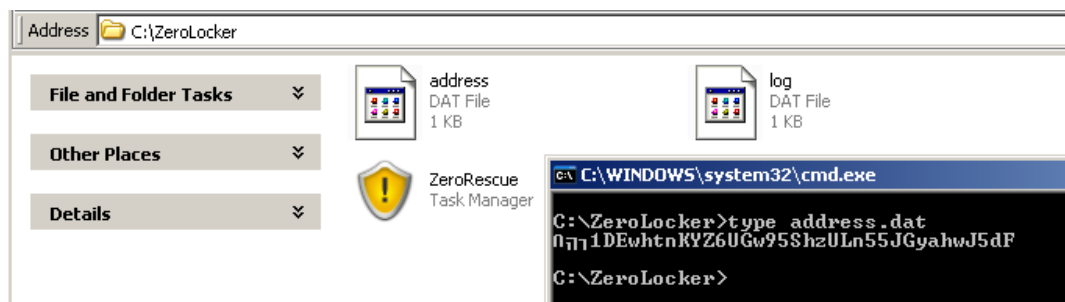 Address C:\ZeroLocker
File and Folder Tasks
address
DAT File
1 KB
log
DAT File
1 KB
Other Places
ZeroRescue
Task Manager
Details
C:\WINDOWS\system32\cmd.exe
C:\ZeroLocker>type address.dat
∩╗┐1DEwhtnKYZ6UGw95ShzULn55JGyahwJ5dF
C:\ZeroLocker>